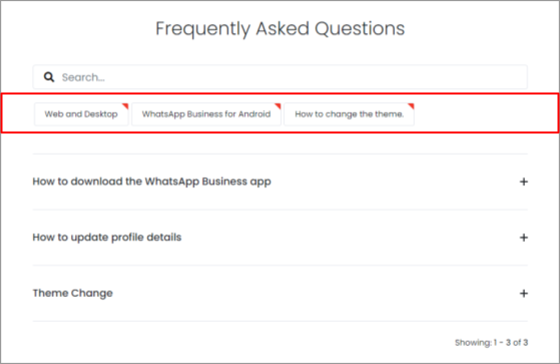 Frequently Asked Questions
Search...
Web and Desktop WhatsApp Business for Android How to change the theme.
How to download the WhatsApp Business app +
How to update profile details +
Theme Change +
Showing: 1 - 3 of 3